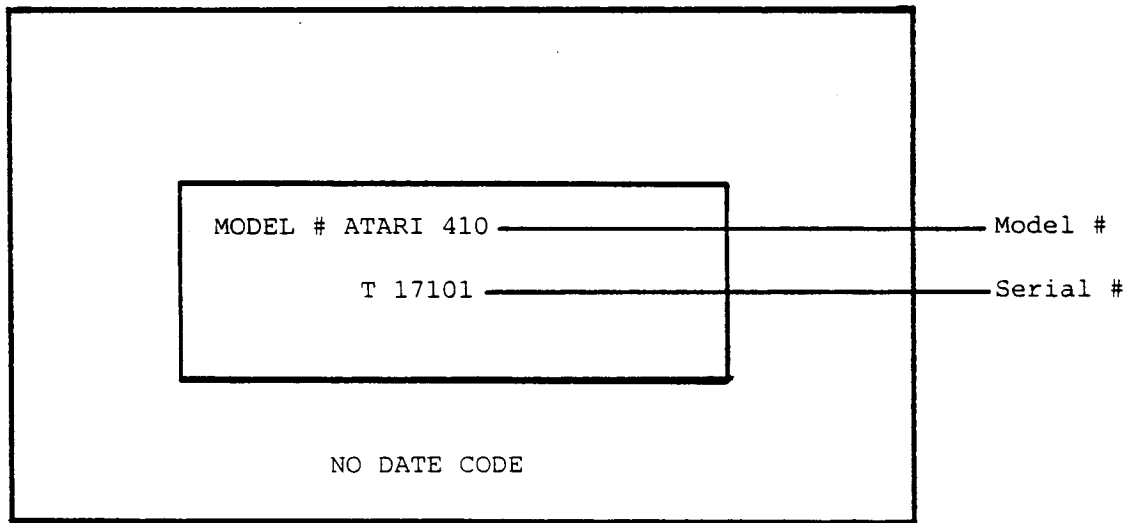 MODEL # ATARI 410 Model #
T 17101 Serial #
NO DATE CODE